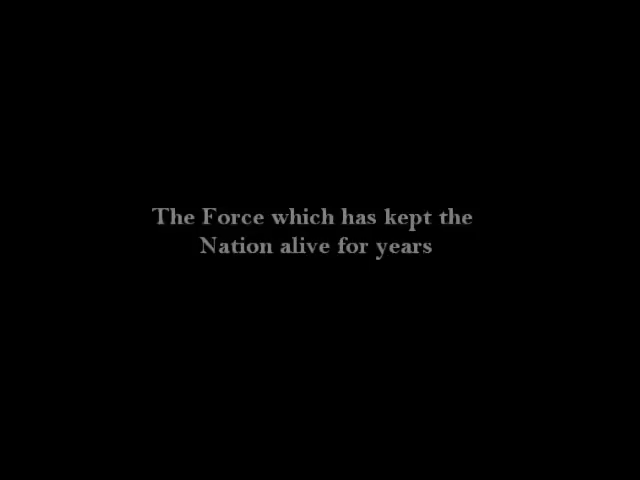 The Force which has kept the
Nation alive for years